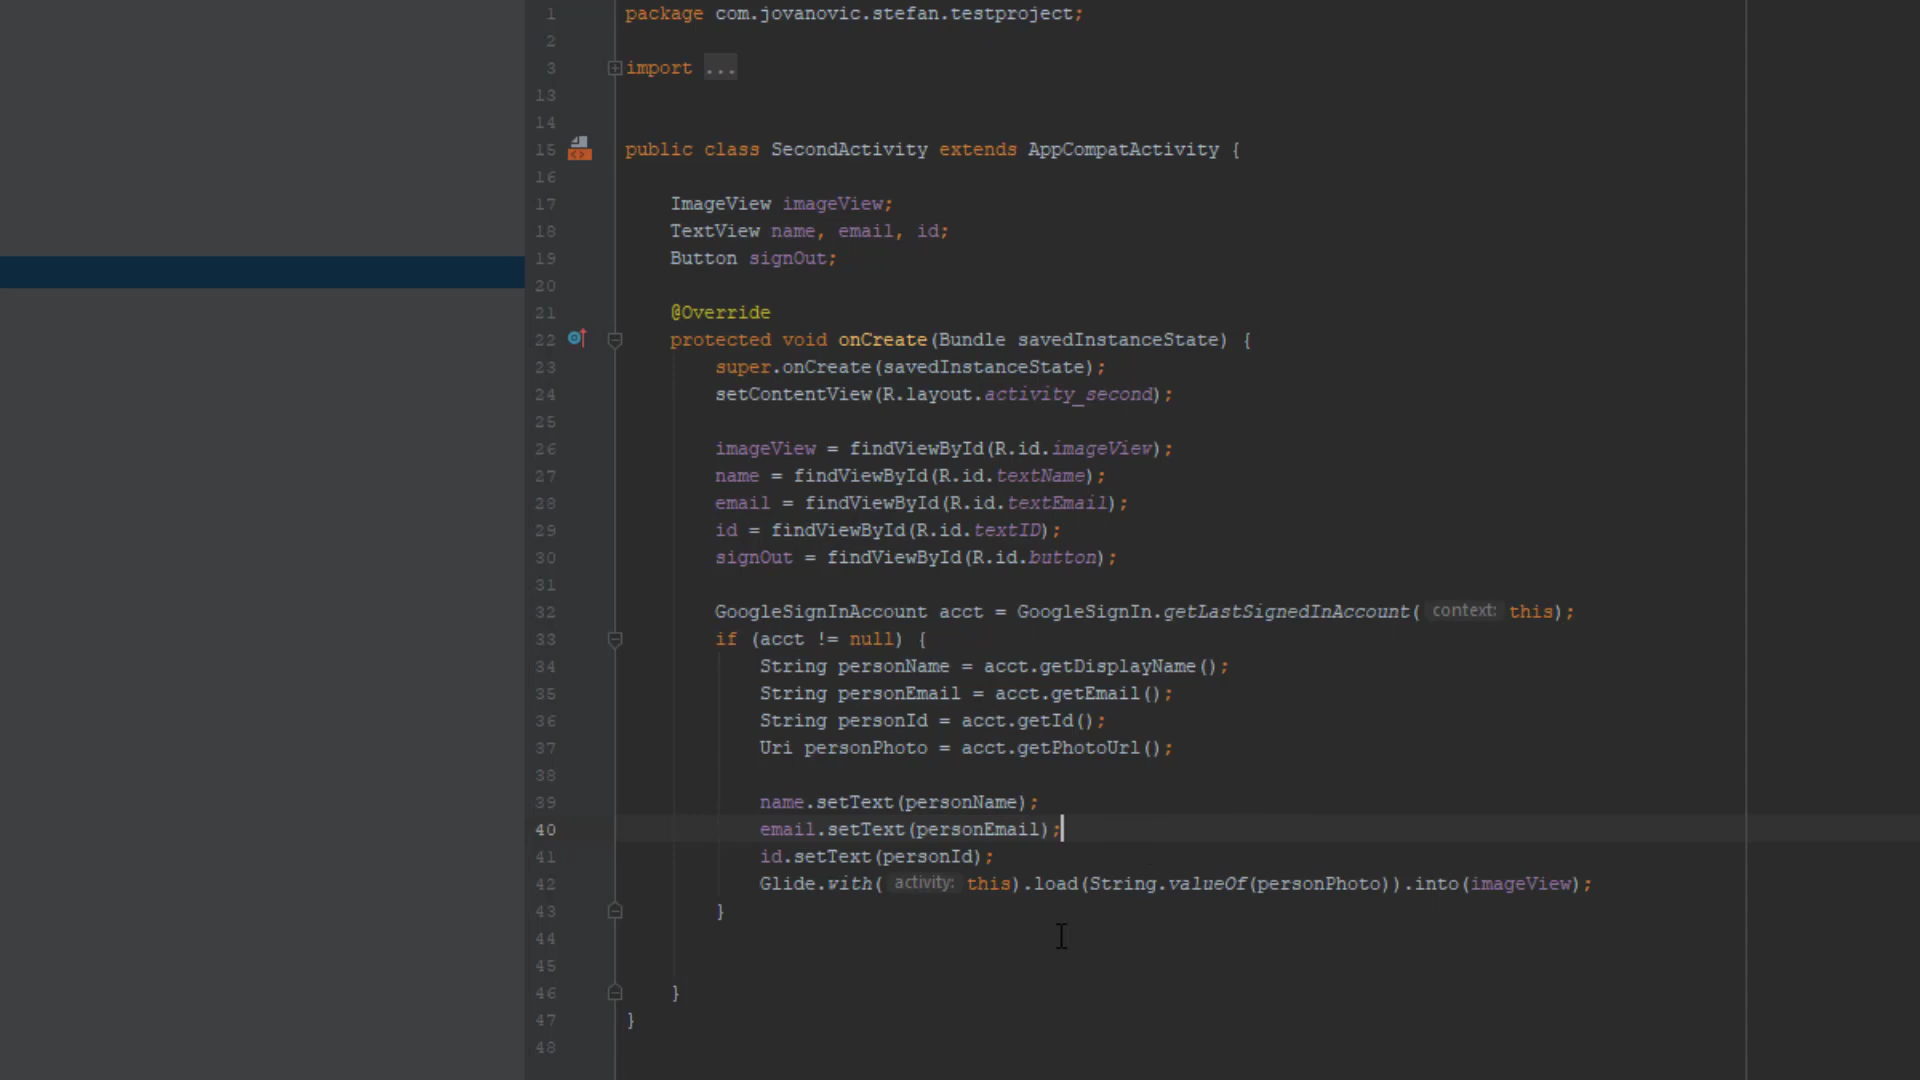 1 package com.jovanovic.stefan.testproject;
2
3 import ...
13
14
15 public class SecondActivity extends AppCompatActivity {
16
17 ImageView imageView;
18 TextView name, email, id;
19 Button signOut;
20
21 @Override
22 protected void onCreate(Bundle savedInstanceState) {
23 super.onCreate(savedInstanceState);
24 setContentView(R.layout.activity_second);
25
26 imageView = findViewById(R.id.imageView);
27 name = findViewById(R.id.textName);
28 email = findViewById(R.id.textEmail);
29 id = findViewById(R.id.textID);
30 signOut = findViewById(R.id.button);
31
32 GoogleSignInAccount acct = GoogleSignIn.getLastSignedInAccount( context: this);
33 if (acct != null) {
34 String personName = acct.getDisplayName();
35 String personEmail = acct.getEmail();
36 String personId = acct.getId();
37 Uri personPhoto = acct.getPhotoUrl();
38
39 name.setText(personName);
40 email.setText(personEmail);
41 id.setText(personId);
42 Glide.with( activity: this).load(String.valueOf(personPhoto)).into(imageView);
43 }
44
45
46 }
47 }
48